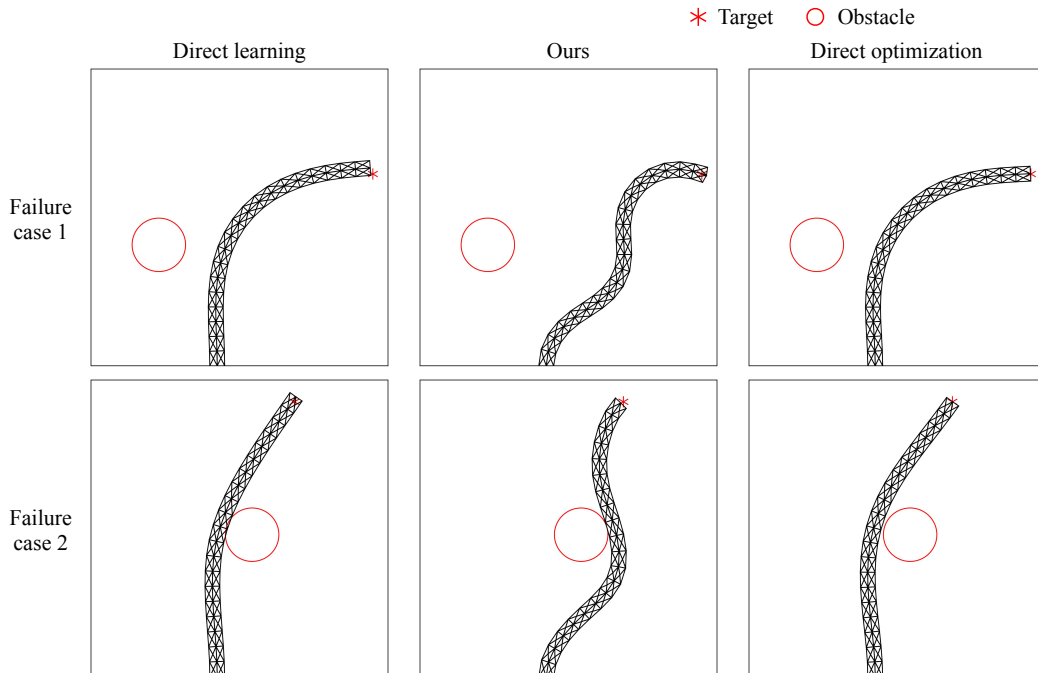 Target
Obstacle
Direct learning
Ours
Direct optimization
Failure
case 1
Failure
case 2